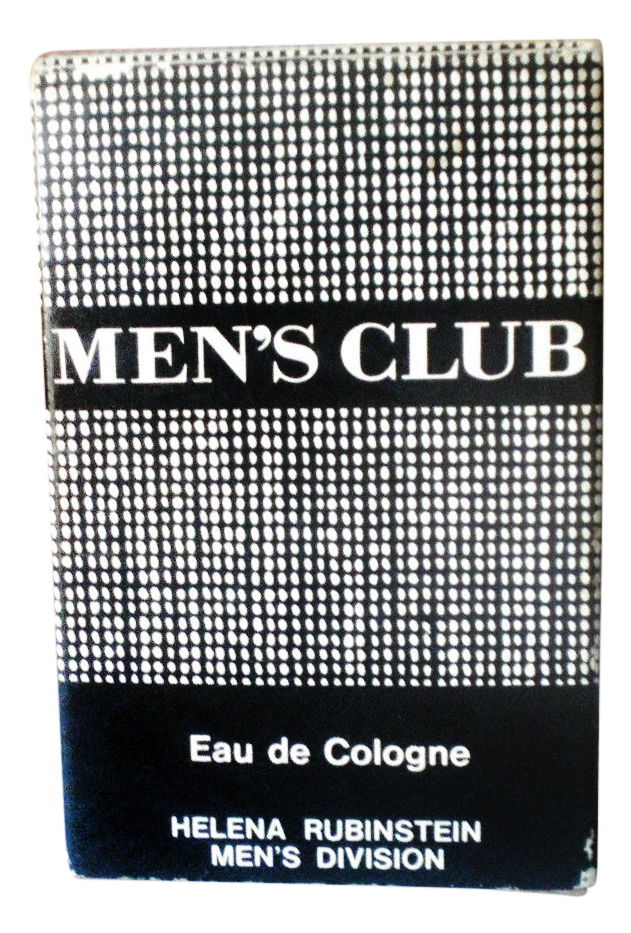 MEN'S CLUB
Eau de Cologne
HELENA RUBINSTEIN
MEN'S DIVISION